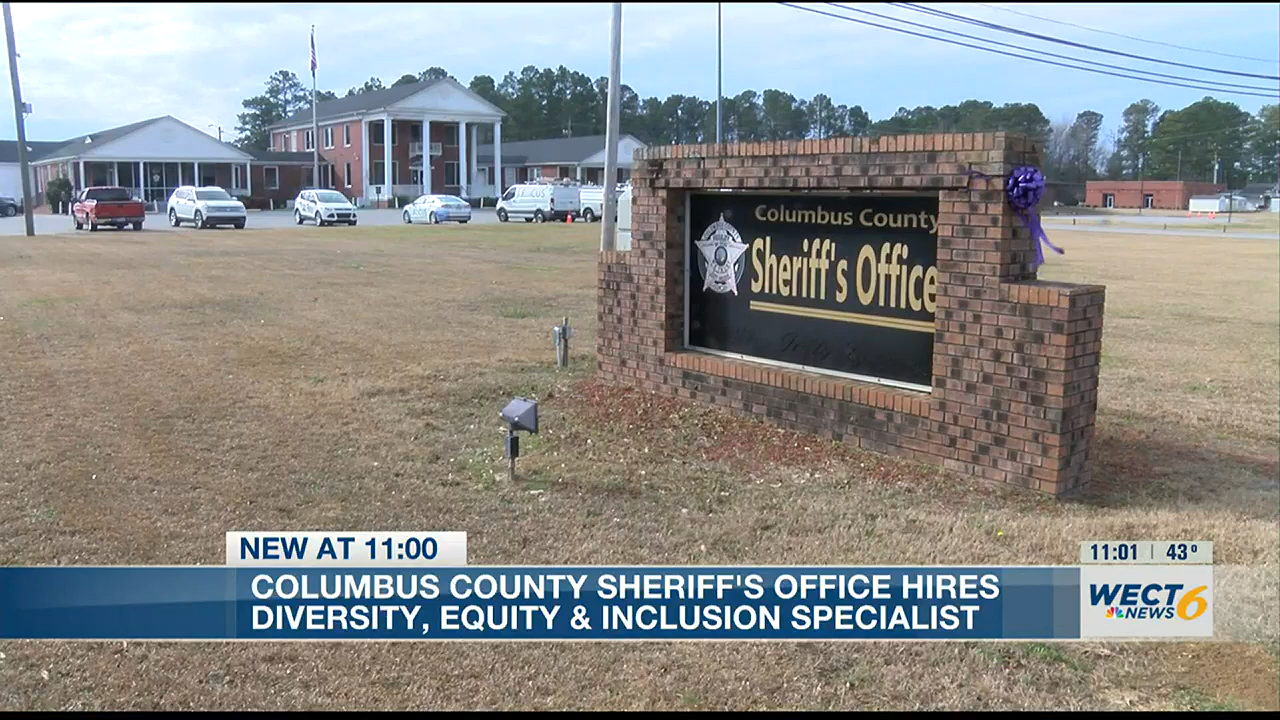 Columbus County
Sheriff's Office
NEW AT 11:00
COLUMBUS COUNTY SHERIFF'S OFFICE HIRES
DIVERSITY, EQUITY & INCLUSION SPECIALIST
11:01 43°
WECT 6
NEWS